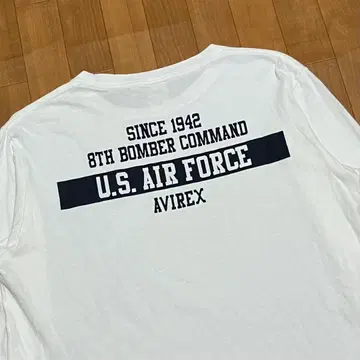 SINCE 1942
8TH BOMBER COMMAND
U.S. AIR FORCE
AVIREX